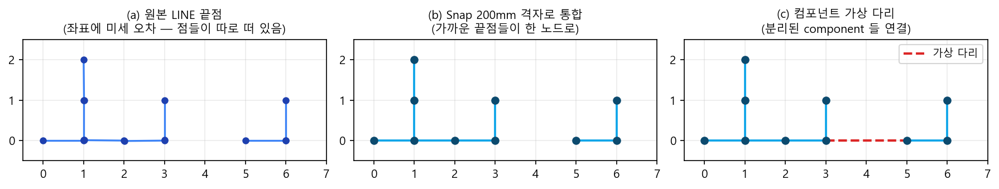 (a) 원본 LINE 끝점
(좌표에 미세 오차 — 점들이 따로 떠 있음)
2
1
0
0 1 2 3 4 5 6 7
(b) Snap 200mm 격자로 통합
(가까운 끝점들이 한 노드로)
2
1
0
0 1 2 3 4 5 6 7
(c) 컴포넌트 가상 다리
(분리된 component 들 연결)
가상 다리
2
1
0
0 1 2 3 4 5 6 7